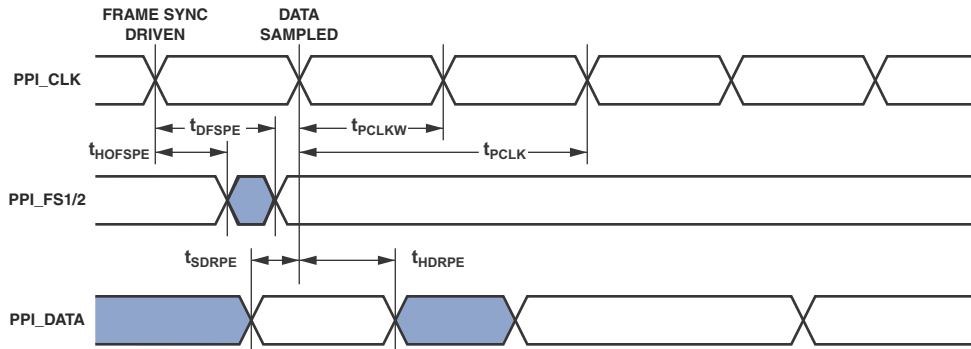 FRAME SYNC
DRIVEN
DATA
SAMPLED
PPI_CLK
tDFSPE
tPCLKW
tHOFSPE
tPCLK
PPI_FS1/2
tSDRPE
tHDRPE
PPI_DATA